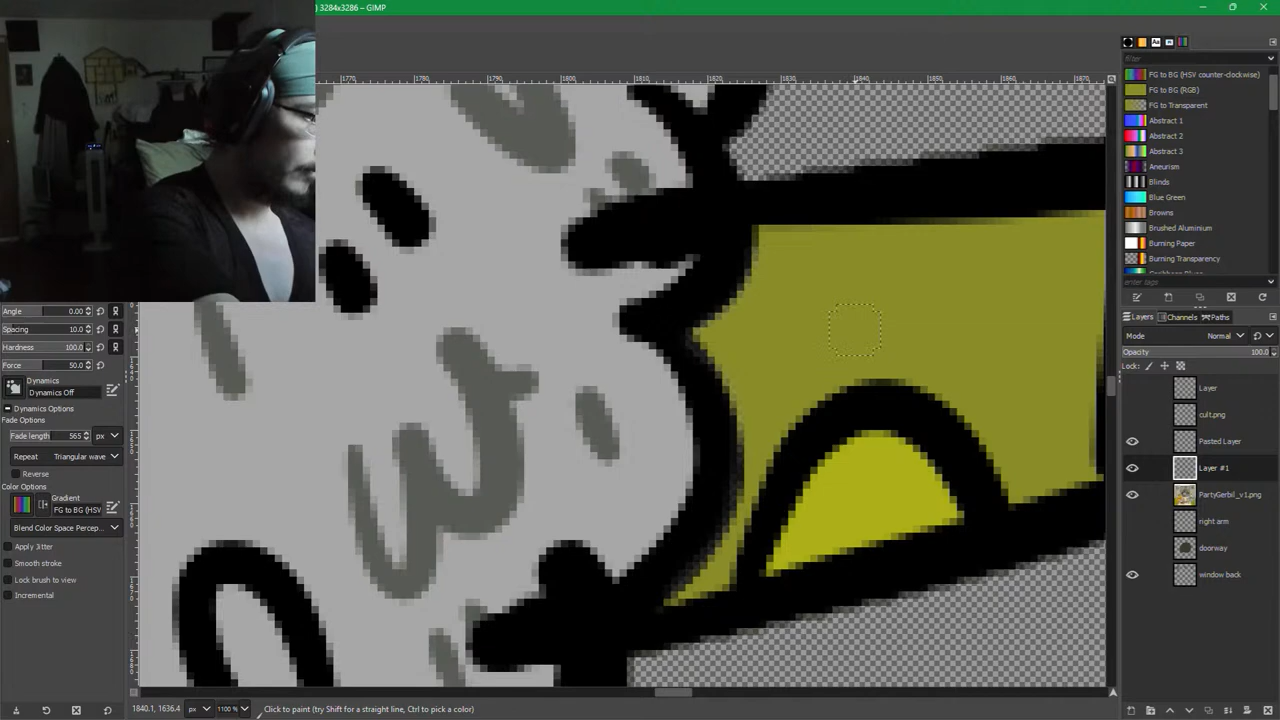 ) 3284x3286 – GIMP
1770
1780
1790
1800
1810
1820
1830
1840
1850
1860
1870
filter
FG to BG (HSV counter-clockwise)
FG to BG (RGB)
FG to Transparent
Abstract 1
Abstract 2
Abstract 3
Aneurism
Blinds
Blue Green
Browns
Brushed Aluminium
Burning Paper
Burning Transparency
enter tags
Layers Channels Paths
Mode Normal
Opacity 100.0
Lock:
Layer
cult.png
Pasted Layer
Layer #1
PartyGerbil_v1.png
right arm
doorway
window back
Angle 0.00
Spacing 10.0
Hardness 100.0
Force 50.0
Dynamics
Dynamics Off
Dynamics Options
Fade Options
Fade length 565 px
Repeat Triangular wave
Reverse
Color Options
Gradient
FG to BG (HSV
Blend Color Space Percep...
Apply Jitter
Smooth stroke
Lock brush to view
Incremental
1840.1, 1636.4 px 1100 % Click to paint (try Shift for a straight line, Ctrl to pick a color)